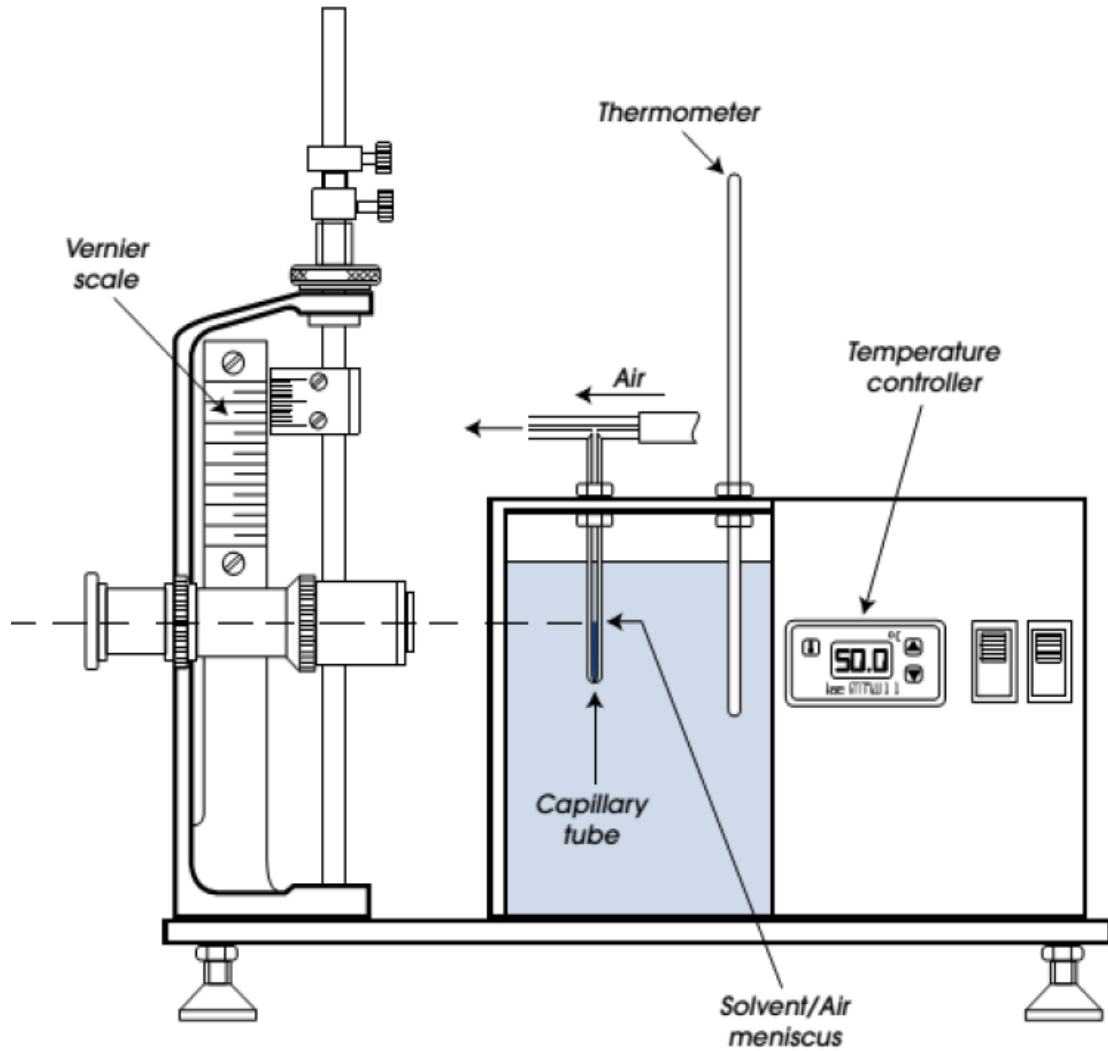 Thermometer
Vernier
scale
Temperature
controller
Air
50.0
Capillary
tube
Solvent/Air
meniscus